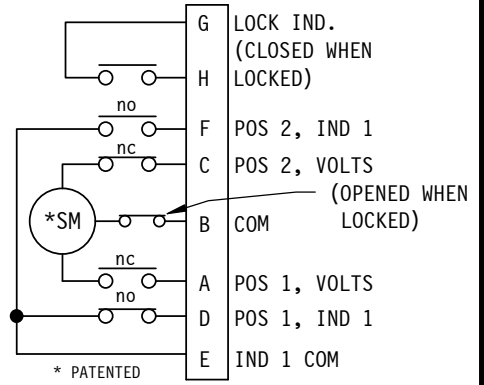 G LOCK IND.
(CLOSED WHEN
H LOCKED)
no
F POS 2, IND 1
nc
C POS 2, VOLTS
(OPENED WHEN
LOCKED)
*SM
B COM
nc
A POS 1, VOLTS
no
D POS 1, IND 1
E IND 1 COM
* PATENTED